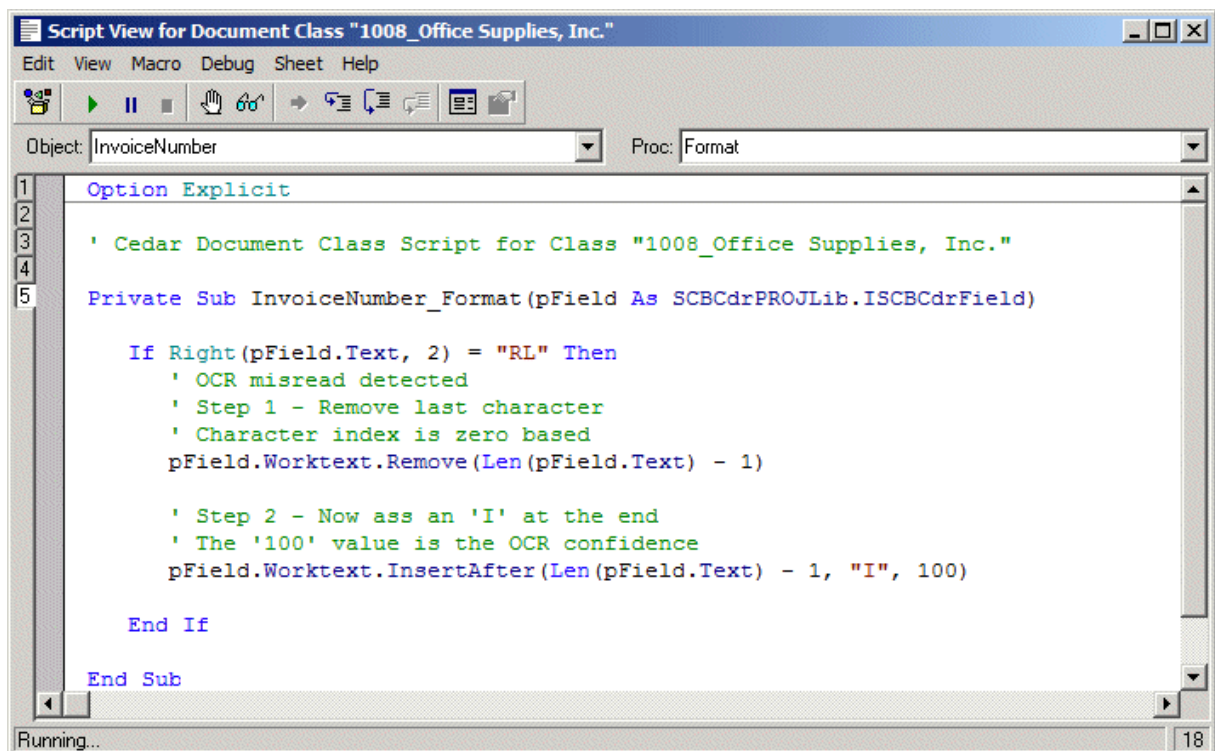 Script View for Document Class "1008_Office Supplies, Inc."
Edit View Macro Debug Sheet Help
Object: InvoiceNumber Proc: Format
1
Option Explicit
2
3
' Cedar Document Class Script for Class "1008_Office Supplies, Inc."
4
5
Private Sub InvoiceNumber_Format(pField As SCBCdrPROJLib.ISCBCdrField)
If Right(pField.Text, 2) = "RL" Then
' OCR misread detected
' Step 1 - Remove last character
' Character index is zero based
pField.Worktext.Remove(Len(pField.Text) - 1)
' Step 2 - Now ass an 'I' at the end
' The '100' value is the OCR confidence
pField.Worktext.InsertAfter(Len(pField.Text) - 1, "I", 100)
End If
End Sub
Running... 18